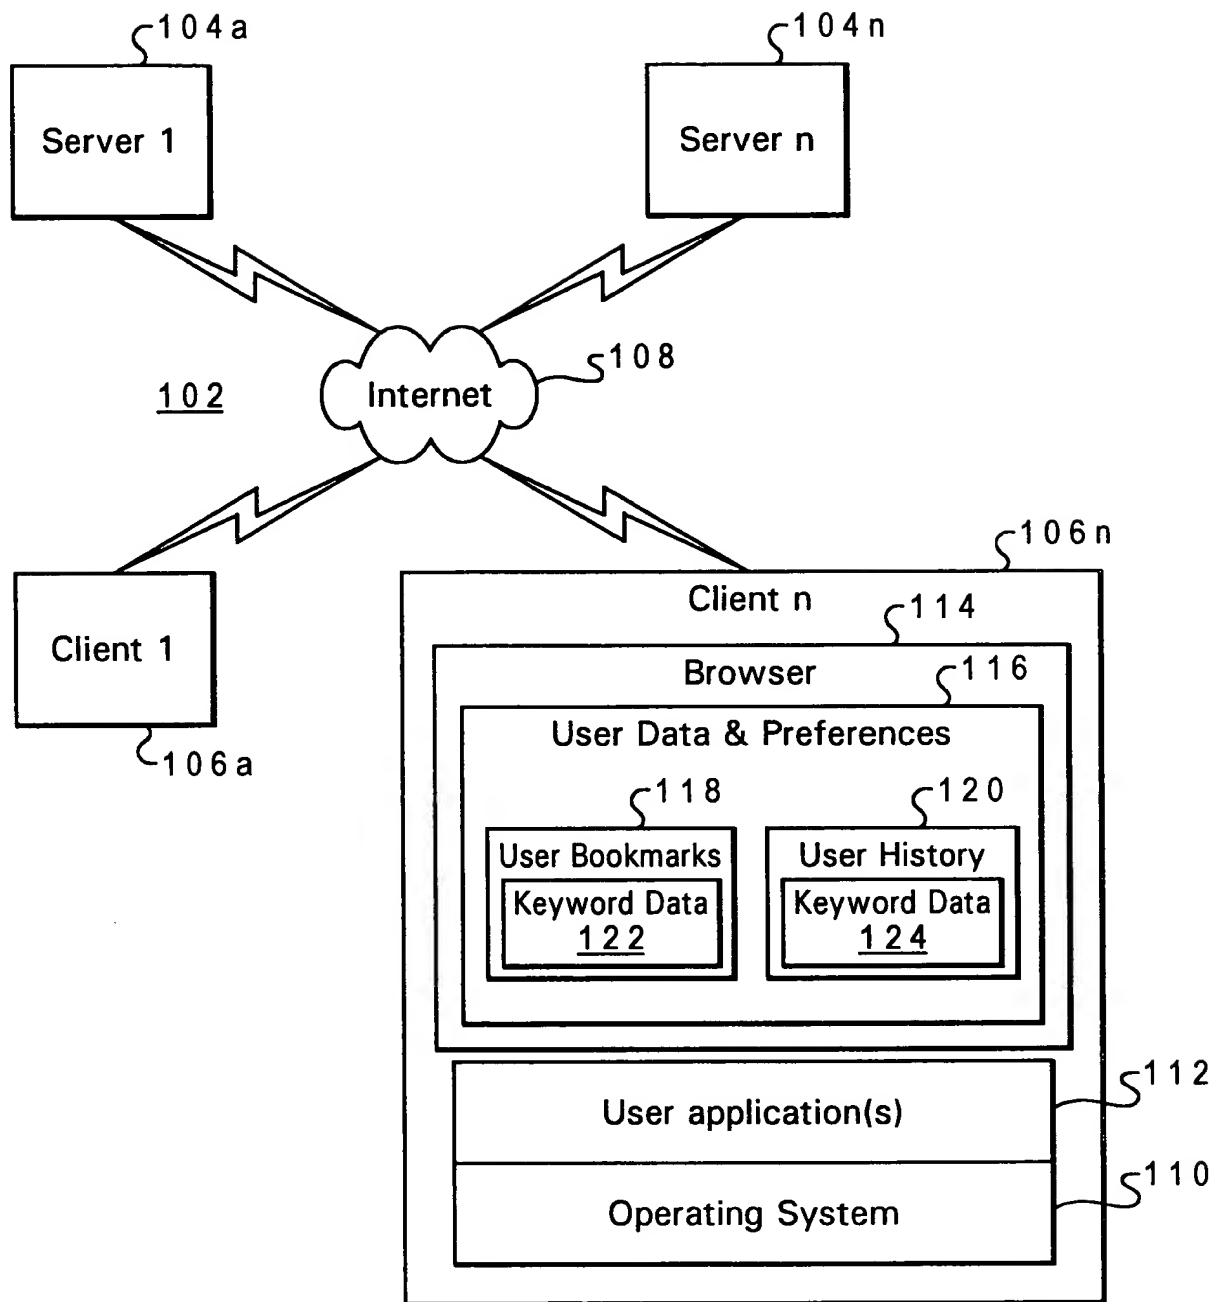 104a
104n
Server 1
Server n
108
Internet
102
106n
Client n
114
Client 1
Browser
116
User Data & Preferences
106a
118
120
User Bookmarks
User History
Keyword Data
122
Keyword Data
124
112
User application(s)
110
Operating System